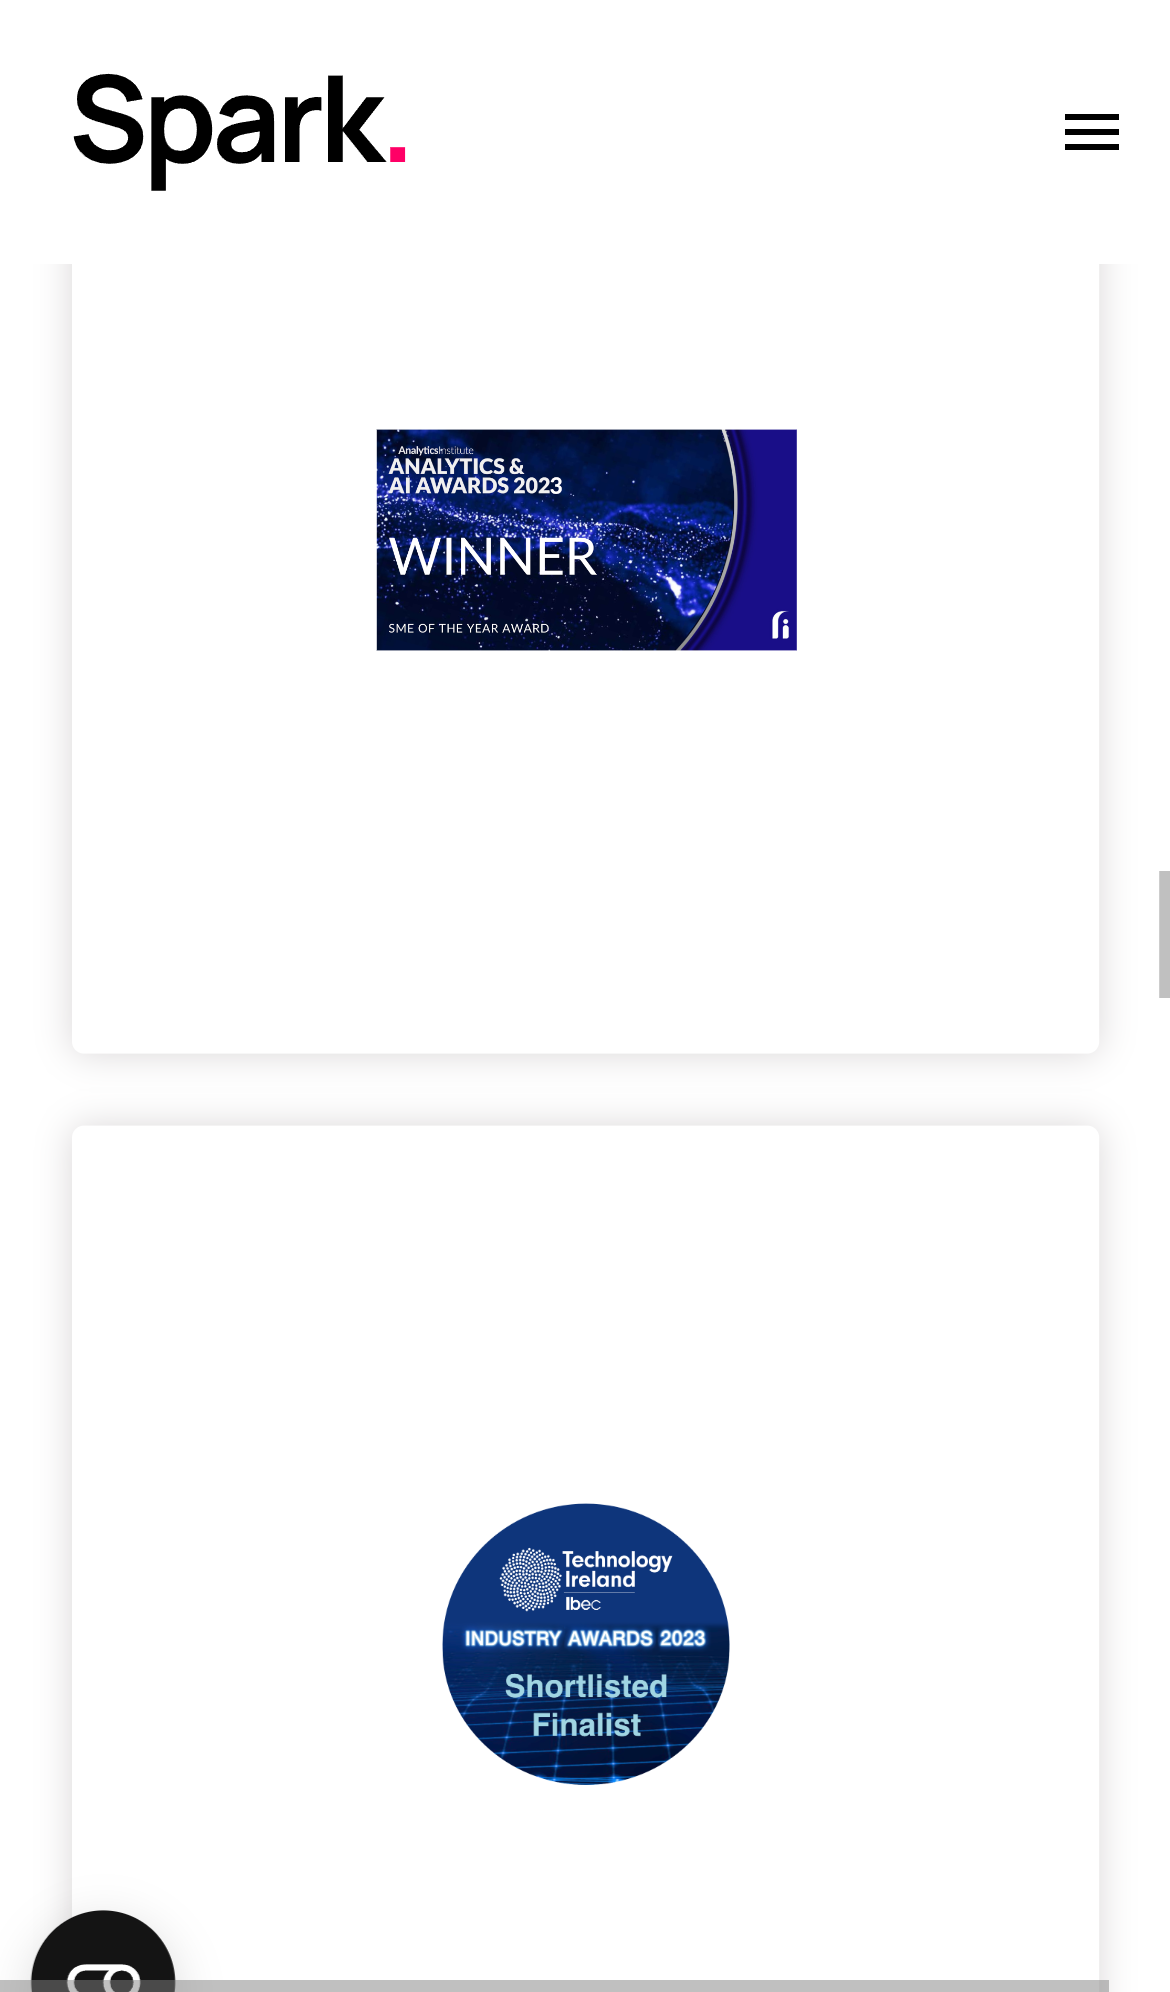 Spark.
AnalyticsInstitute
ANALYTICS &
AI AWARDS 2023
WINNER
SME OF THE YEAR AWARD
Technology
Ireland
Ibec
INDUSTRY AWARDS 2023
Shortlisted
Finalist